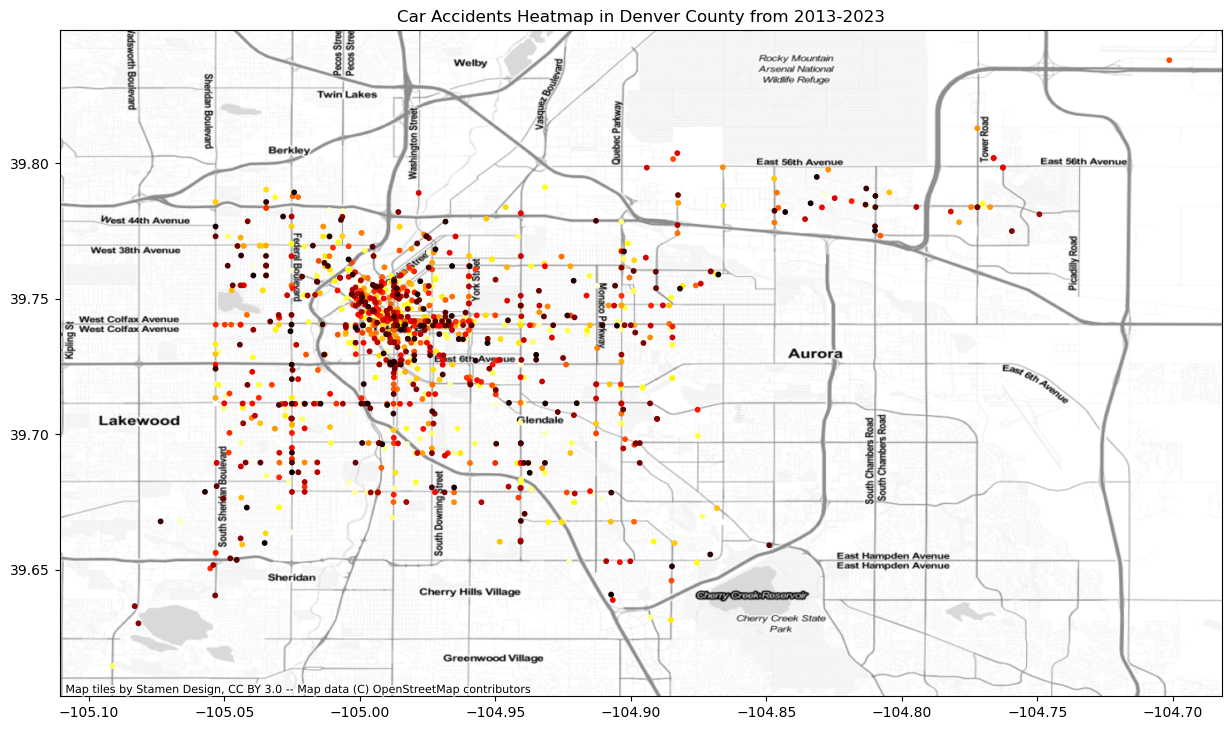 Car Accidents Heatmap in Denver County from 2013-2023
Wadsworth Boulevard
Sheridan Boulevard
Pecos Street
Pecos Street
Welby
Twin Lakes
Washington Street
Vasquez Boulevard
Quebec Parkway
Rocky Mountain
Arsenal National
Wildlife Refuge
Berkley
East 56th Avenue
Tower Road
East 56th Avenue
39.80
West 44th Avenue
West 38th Avenue
Federal Boulevard
Street
York Street
Monaco Parkway
Picadilly Road
39.75
West Colfax Avenue
West Colfax Avenue
Kipling St
East 6th Avenue
Aurora
East 6th Avenue
39.70
Lakewood
Glendale
South Chambers Road
South Chambers Road
South Sheridan Boulevard
South Downing Street
39.65
Sheridan
East Hampden Avenue
East Hampden Avenue
Cherry Hills Village
Cherry Creek Reservoir
Cherry Creek State
Park
Greenwood Village
Map tiles by Stamen Design, CC BY 3.0 -- Map data (C) OpenStreetMap contributors
−105.10 −105.05 −105.00 −104.95 −104.90 −104.85 −104.80 −104.75 −104.70